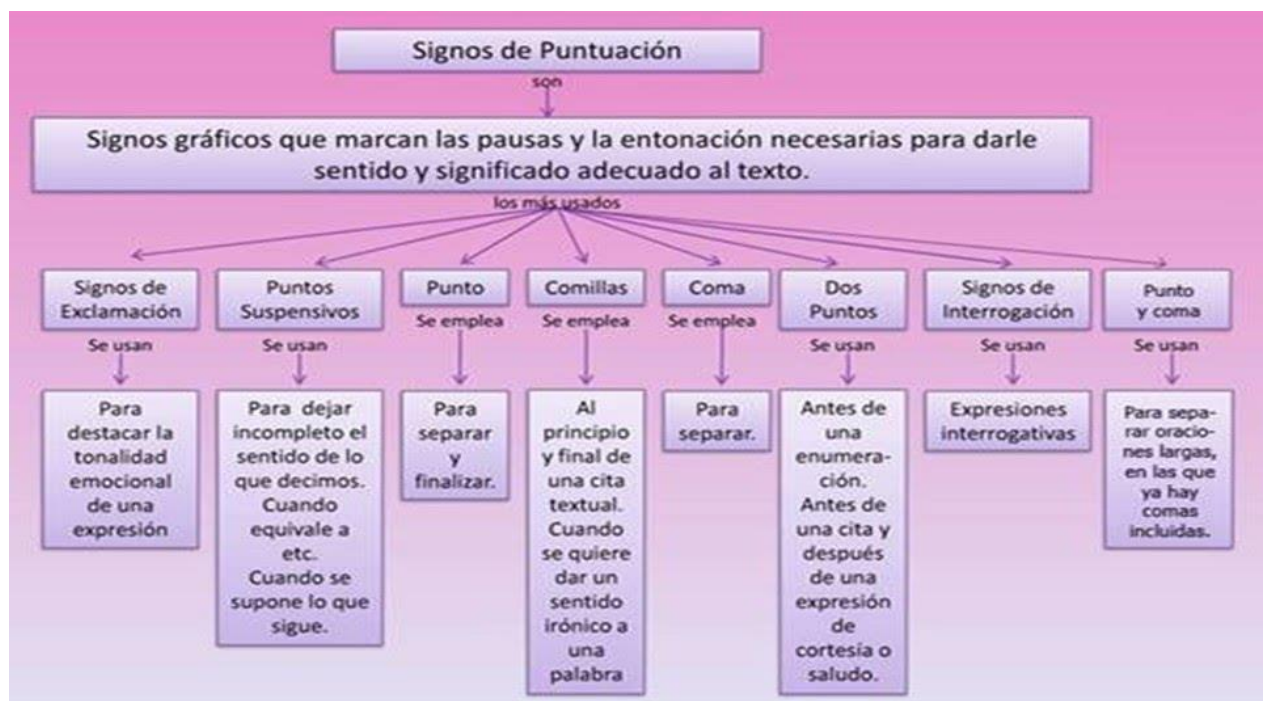 Signos de Puntuación
son
Signos gráficos que marcan las pausas y la entonación necesarias para darle
sentido y significado adecuado al texto.
los más usados
Signos de
Exclamación
Se usan
Para
destacar la
tonalidad
emocional
de una
expresión
Puntos
Suspensivos
Se usan
Para dejar
incompleto el
sentido de lo
que decimos.
Cuando
equivale a
etc.
Cuando se
supone lo que
sigue.
Punto
Se emplea
Para
separar
y
finalizar.
Comillas
Se emplea
Al
principio
y final de
una cita
textual.
Cuando
se quiere
dar un
sentido
irónico a
una
palabra
Coma
Se emplea
Para
separar.
Dos
Puntos
Se usan
Antes de
una
enumera-
ción.
Antes de
una cita y
después
de una
expresión
de
cortesía o
saludo.
Signos de
Interrogación
Se usan
Expresiones
interrogativas
Punto
y coma
Se usan
Para sepa-
rar oracio-
nes largas,
en las que
ya hay
comas
incluidas.